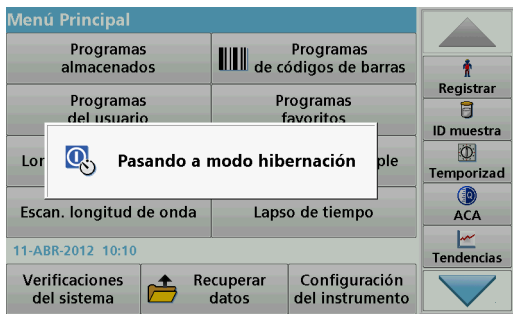 Menú Principal
Programas
almacenados
Programas
de códigos de barras
Programas
del usuario
Programas
favoritos
Pasando a modo hibernación
Escan. longitud de onda
Lapso de tiempo
11-ABR-2012 10:10
Verificaciones
del sistema
Recuperar
datos
Configuración
del instrumento
Registrar
ID muestra
Temporizad
ACA
Tendencias